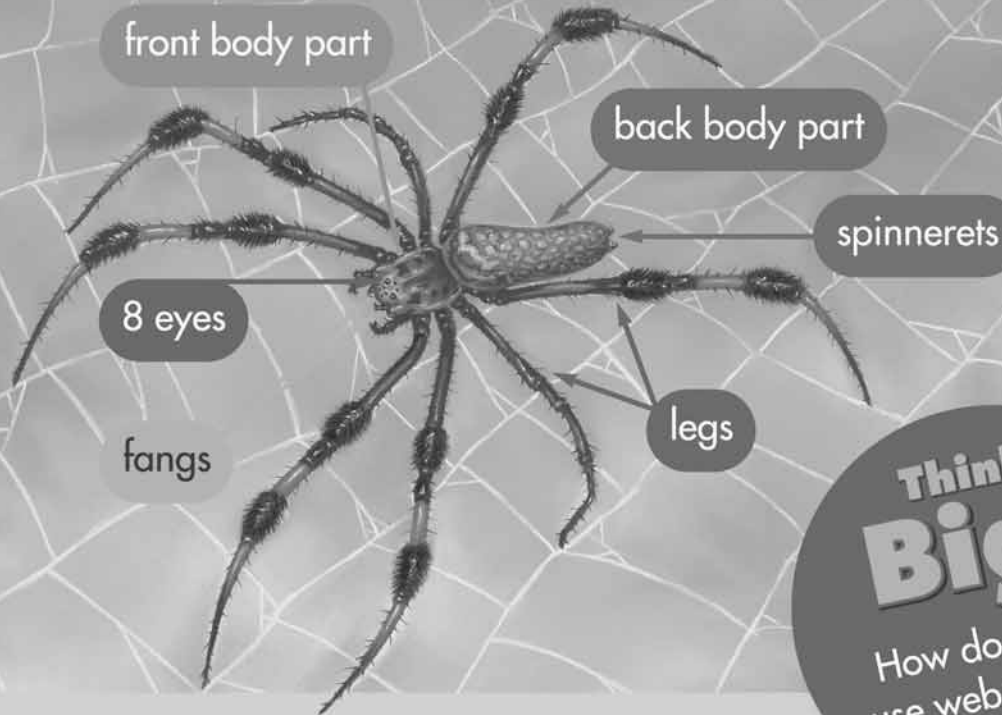 front body part
back body part
spinnerets
8 eyes
legs
fangs
How do